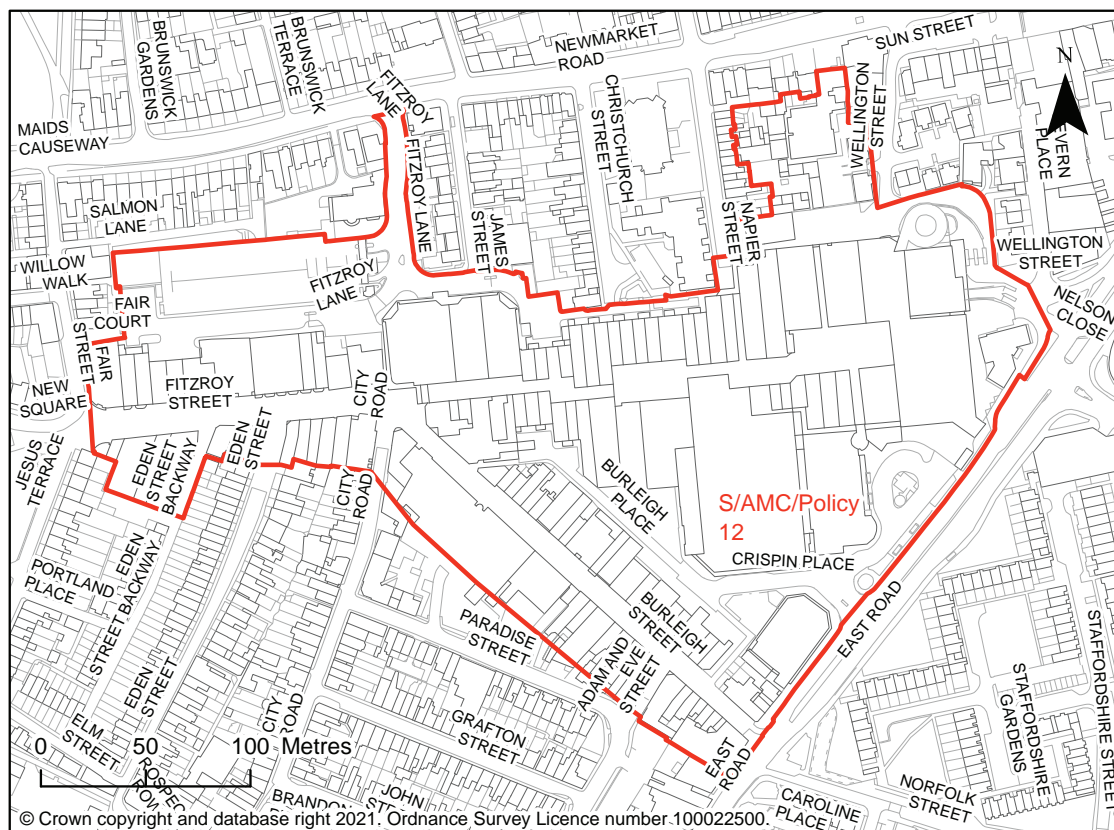 BRUNSWICK
GARDENS
BRUNSWICK
TERRACE
NEWMARKET
ROAD
SUN STREET
N
MAIDS
CAUSEWAY
FITZROY
LANE
FITZROY LANE
CHRISTCHURCH
STREET
WELLINGTON
STREET
PLACE
SALMON
LANE
JAMES
STREET
NAPIER
STREET
WILLOW
WALK
FITZROY
LANE
WELLINGTON
STREET
FAIR
COURT
NELSON
CLOSE
FAIR
STREET
NEW
SQUARE
FITZROY
STREET
CITY
ROAD
JESUS
TERRACE
EDEN
STREET
BACKWAY
EDEN
STREET
CITY
ROAD
BURLEIGH
PLACE
S/AMC/Policy
12
CRISPIN PLACE
PORTLAND
PLACE
EDEN
STREET BACKWAY
EDEN
STREET
PARADISE
STREET
BURLEIGH
STREET
EAST ROAD
ADAM AND
EVE
STREET
STAFFORDSHIRE
GARDENS
STAFFORDSHIRE STREET
ELM
STREET
CITY
ROAD
GRAFTON
STREET
EAST
ROAD
0 50 100 Metres
JOHN
CAROLINE
PLACE
NORFOLK
STREET
© Crown copyright and database right 2021. Ordnance Survey Licence number 100022500.